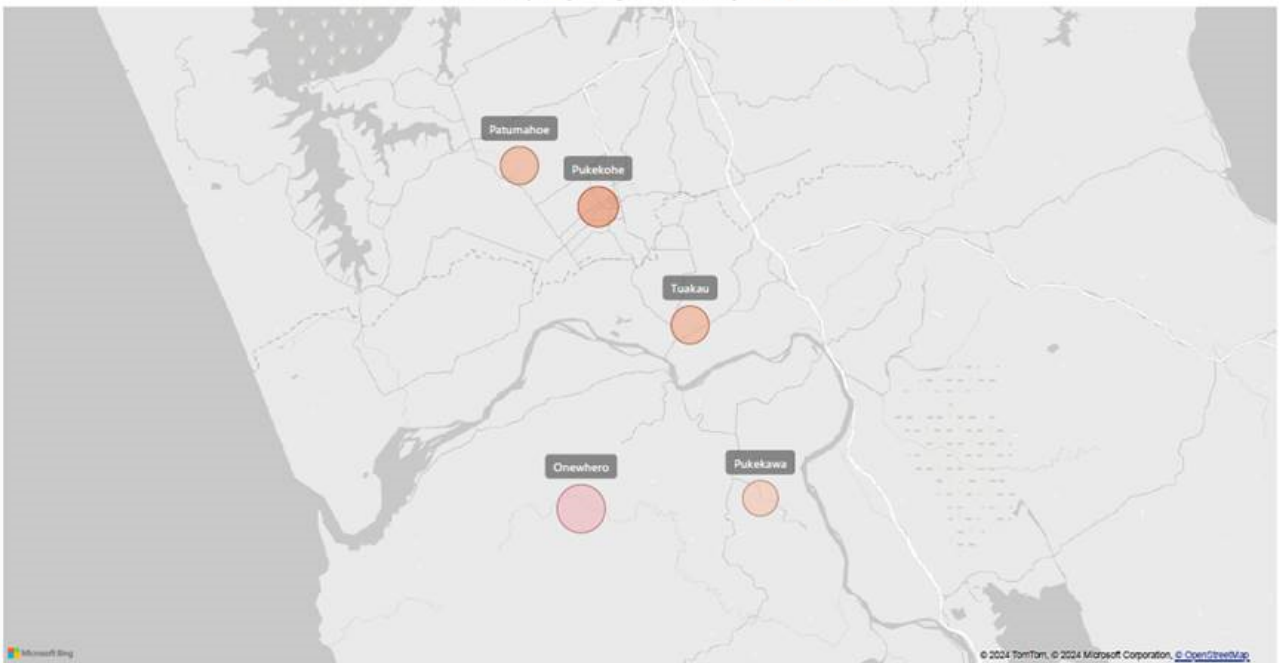 Patumahoe
Pukekohe
Tuakau
Onewhero
Pukekawa
Microsoft Bing
© 2024 TomTom, © 2024 Microsoft Corporation, © OpenStreetMap